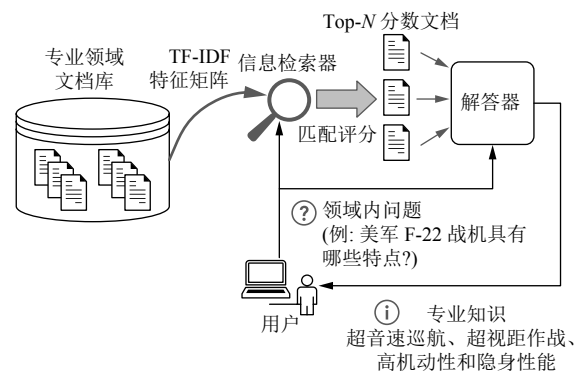 Top-N 分数文档
专业领域
文档库
TF-IDF
特征矩阵
信息检索器
匹配评分
解答器
? 领域内问题
(例: 美军 F-22 战机具有
哪些特点?)
用户
i 专业知识
超音速巡航、超视距作战、
高机动性和隐身性能